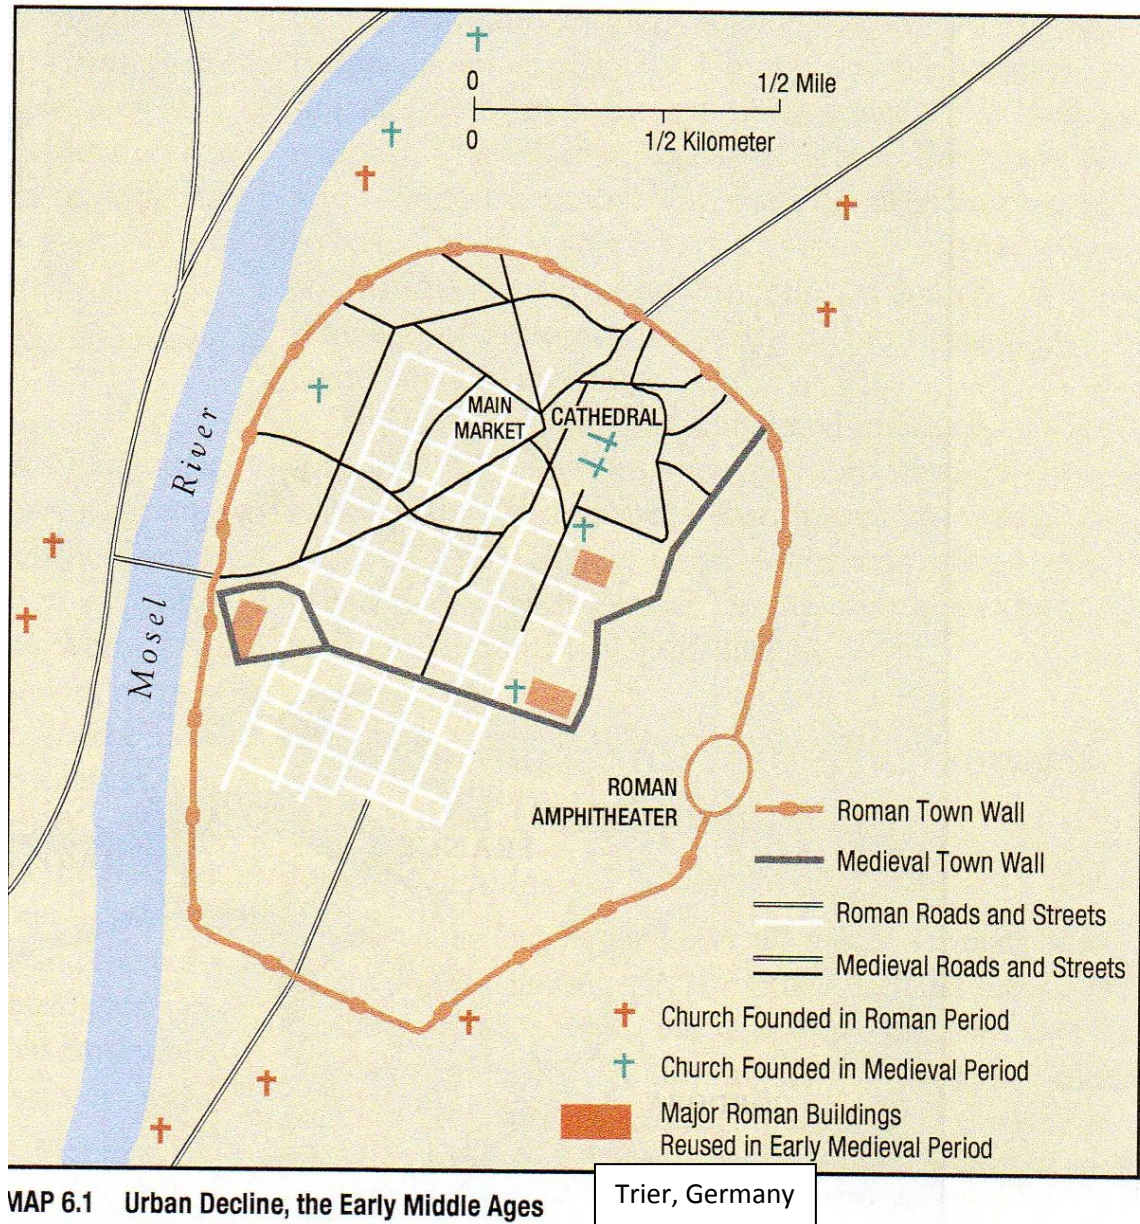 0 1/2 Mile
0 1/2 Kilometer
MAIN
MARKET
CATHEDRAL
River
Mosel
ROMAN
AMPHITHEATER
Roman Town Wall
Medieval Town Wall
Roman Roads and Streets
Medieval Roads and Streets
Church Founded in Roman Period
Church Founded in Medieval Period
Major Roman Buildings
Reused in Early Medieval Period
MAP 6.1 Urban Decline, the Early Middle Ages
Trier, Germany